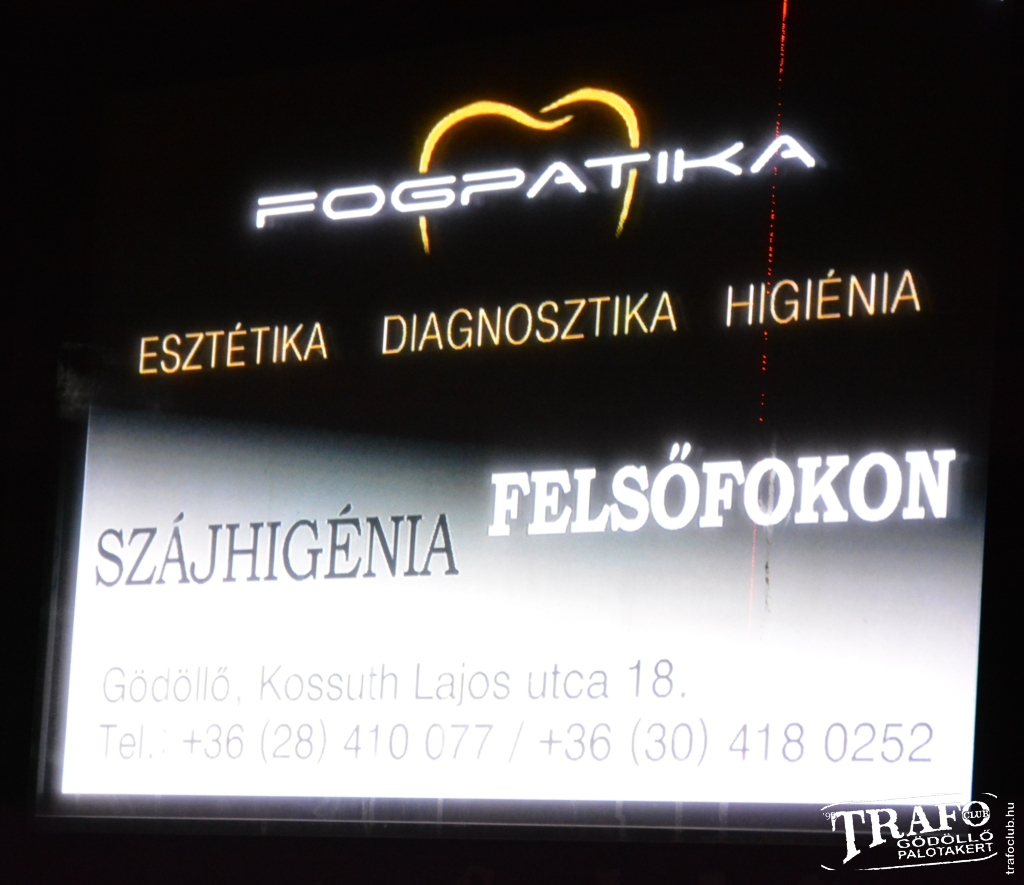 FOGPATIKA
ESZTÉTIKA DIAGNOSZTIKA HIGIÉNIA
SZÁJHIGÉNIA FELSŐFOKON
Gödöllő, Kossuth Lajos utca 18.
Tel.: +36 (28) 410 077 / +36 (30) 418 0252
TRAFO CLUB
GÖDÖLLŐ
PALOTAKERT
trafoclub.hu